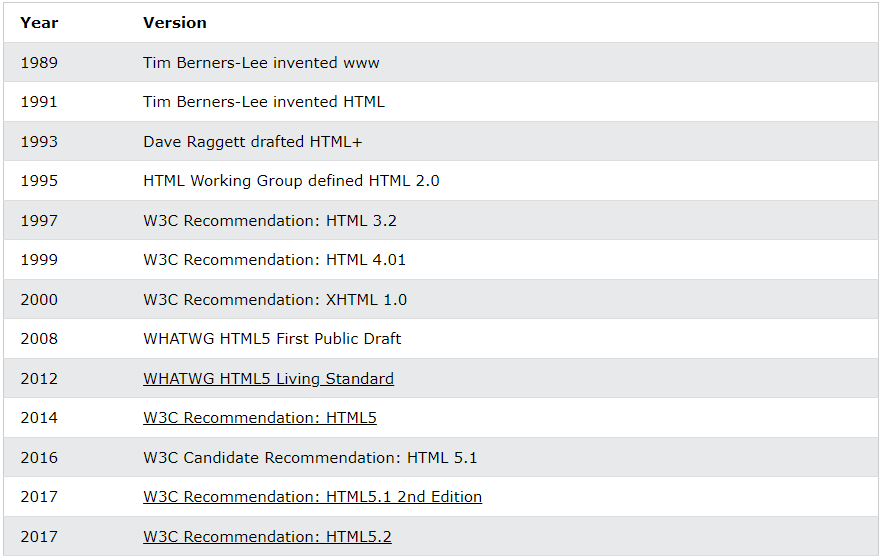 Year Version
1989 Tim Berners-Lee invented www
1991 Tim Berners-Lee invented HTML
1993 Dave Raggett drafted HTML+
1995 HTML Working Group defined HTML 2.0
1997 W3C Recommendation: HTML 3.2
1999 W3C Recommendation: HTML 4.01
2000 W3C Recommendation: XHTML 1.0
2008 WHATWG HTML5 First Public Draft
2012 WHATWG HTML5 Living Standard
2014 W3C Recommendation: HTML5
2016 W3C Candidate Recommendation: HTML 5.1
2017 W3C Recommendation: HTML5.1 2nd Edition
2017 W3C Recommendation: HTML5.2